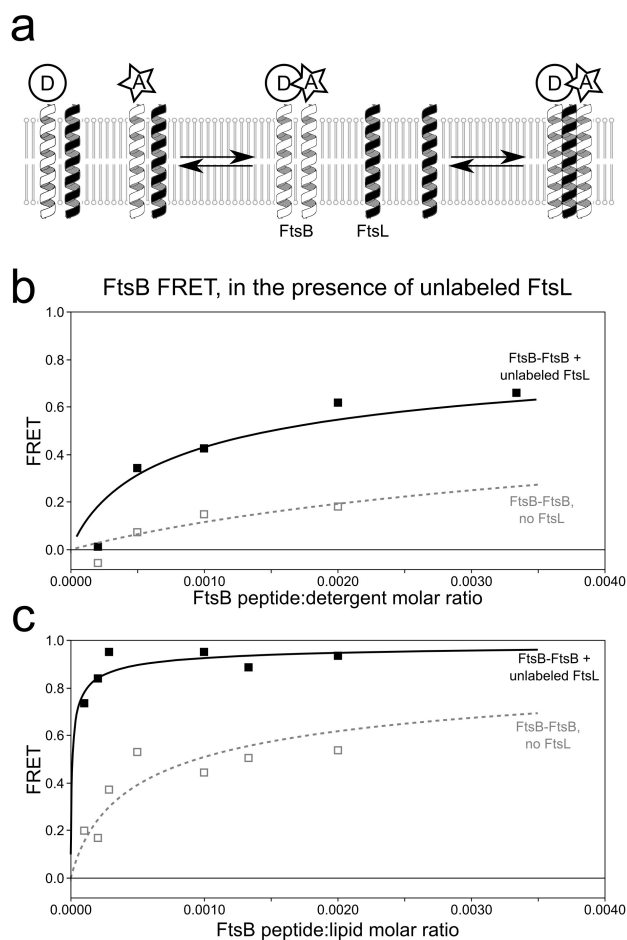 a
D A D A D A
FtsB FtsL
b FtsB FRET, in the presence of unlabeled FtsL
1.0
0.8
0.6
0.4
0.2
0.0
FRET
FtsB-FtsB +
unlabeled FtsL
FtsB-FtsB,
no FtsL
0.0000 0.0010 0.0020 0.0030 0.0040
FtsB peptide:detergent molar ratio
c
1.0
0.8
0.6
0.4
0.2
0.0
FRET
FtsB-FtsB +
unlabeled FtsL
FtsB-FtsB,
no FtsL
0.0000 0.0010 0.0020 0.0030 0.0040
FtsB peptide:lipid molar ratio